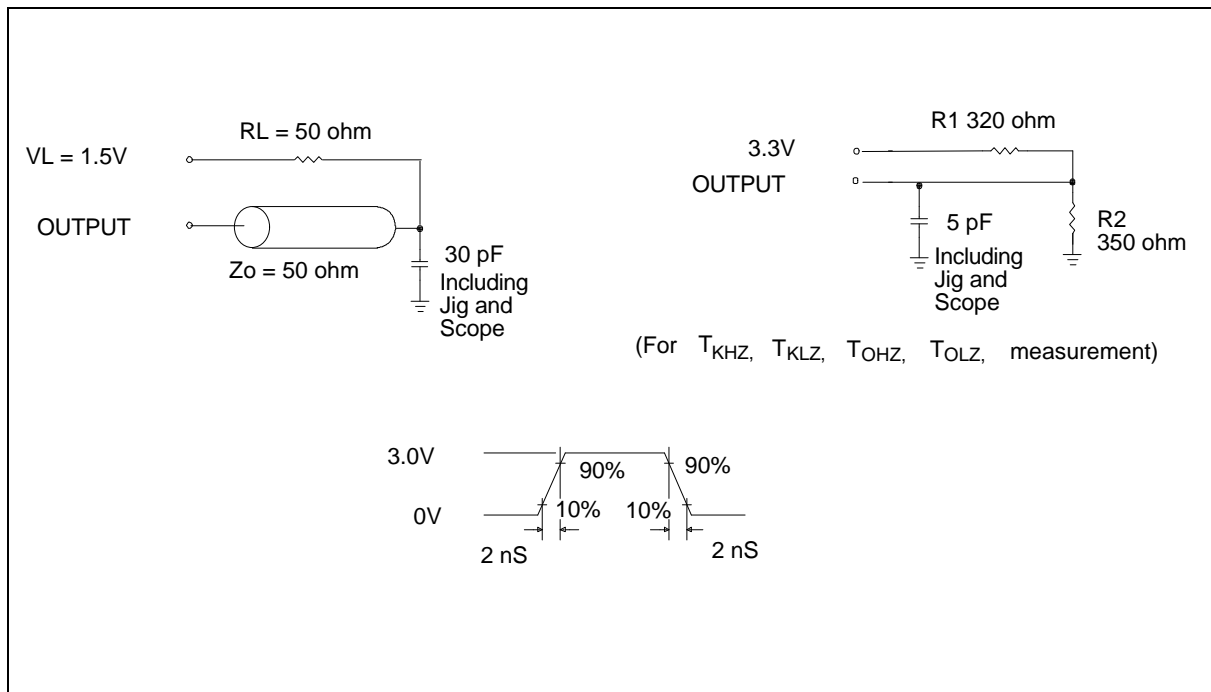 RL = 50 ohm
VL = 1.5V
OUTPUT
Zo = 50 ohm
30 pF
Including
Jig and
Scope
R1 320 ohm
3.3V
OUTPUT
5 pF
Including
Jig and
Scope
R2
350 ohm
(For TKHZ, TKLZ, TOHZ, TOLZ, measurement)
3.0V
90%
90%
0V
10%
10%
2 nS
2 nS